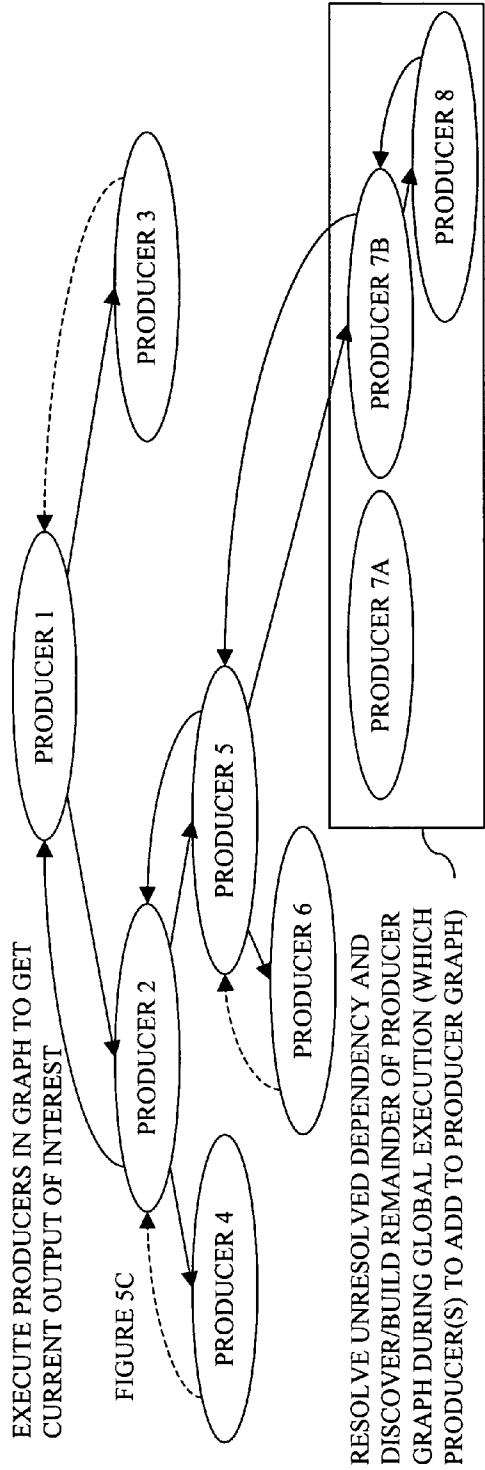 EXECUTE PRODUCERS IN GRAPH TO GET
CURRENT OUTPUT OF INTEREST
FIGURE 5C
PRODUCER 1
PRODUCER 2
PRODUCER 3
PRODUCER 4
PRODUCER 5
PRODUCER 6
PRODUCER 7A
PRODUCER 7B
PRODUCER 8
RESOLVE UNRESOLVED DEPENDENCY AND
DISCOVER/BUILD REMAINDER OF PRODUCER
GRAPH DURING GLOBAL EXECUTION (WHICH
PRODUCER(S) TO ADD TO PRODUCER GRAPH)